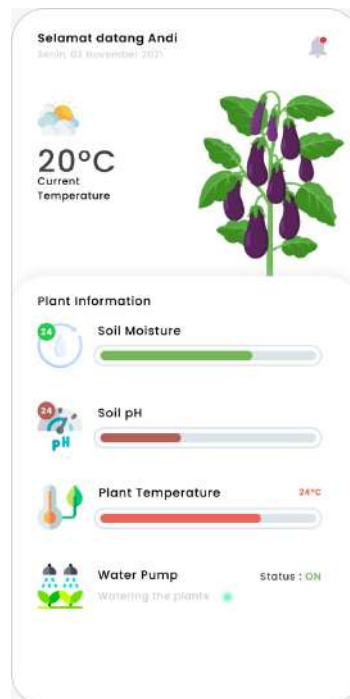 Selamat datang Andi
Senin, 03 November 2021
20°C
Current
Temperature
Plant Information
24
Soil Moisture
24
Soil pH
pH
Plant Temperature
24°C
Water Pump
Status : ON
Watering the plants